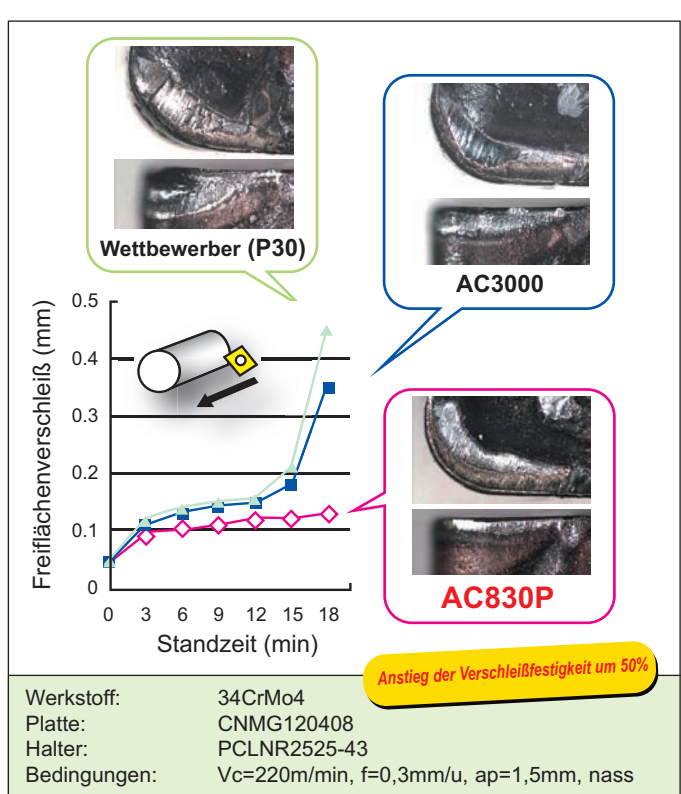 Wettbewerber (P30)
AC3000
Freiflächenverschleiß (mm)
0.5
0.4
0.3
0.2
0.1
0
0 3 6 9 12 15 18
Standzeit (min)
AC830P
Anstieg der Verschleißfestigkeit um 50%
Werkstoff: 34CrMo4
Platte: CNMG120408
Halter: PCLNR2525-43
Bedingungen: Vc=220m/min, f=0,3mm/u, ap=1,5mm, nass